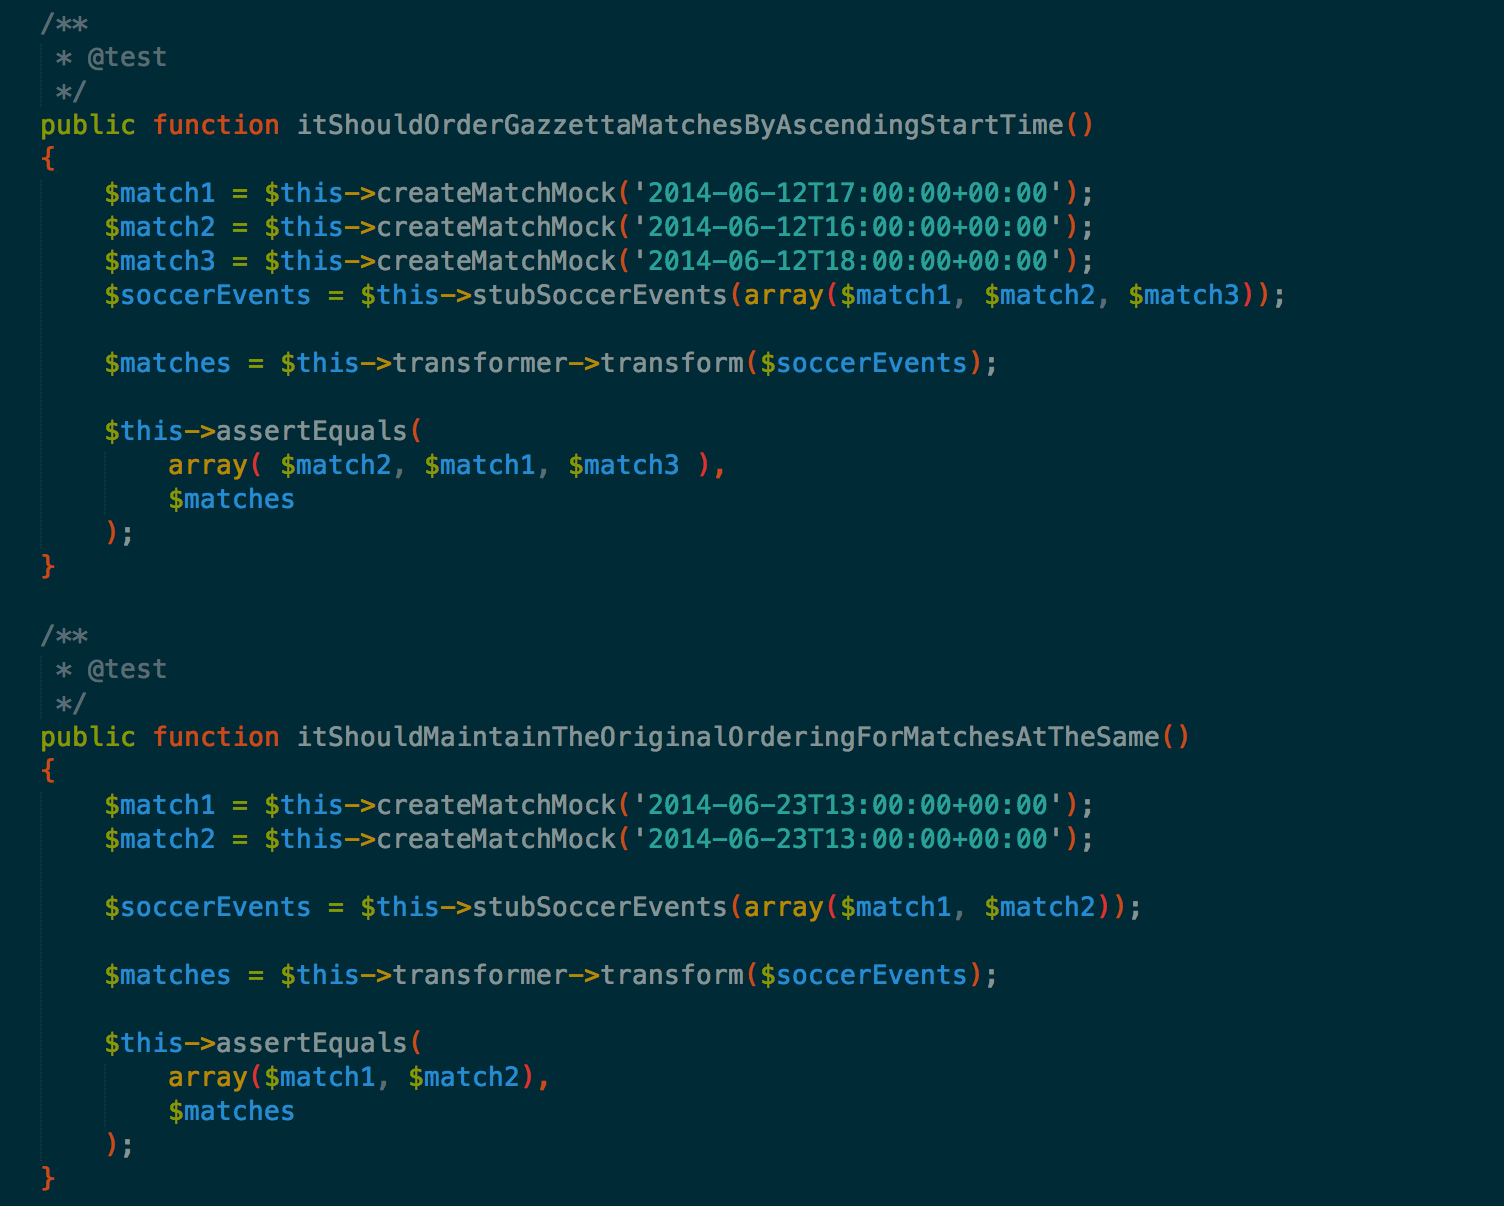 /**
 * @test
 */
public function itShouldOrderGazzettaMatchesByAscendingStartTime()
{
    $match1 = $this->createMatchMock('2014-06-12T17:00:00+00:00');
    $match2 = $this->createMatchMock('2014-06-12T16:00:00+00:00');
    $match3 = $this->createMatchMock('2014-06-12T18:00:00+00:00');
    $soccerEvents = $this->stubSoccerEvents(array($match1, $match2, $match3));

    $matches = $this->transformer->transform($soccerEvents);

    $this->assertEquals(
        array( $match2, $match1, $match3 ),
        $matches
    );
}

/**
 * @test
 */
public function itShouldMaintainTheOriginalOrderingForMatchesAtTheSame()
{
    $match1 = $this->createMatchMock('2014-06-23T13:00:00+00:00');
    $match2 = $this->createMatchMock('2014-06-23T13:00:00+00:00');

    $soccerEvents = $this->stubSoccerEvents(array($match1, $match2));

    $matches = $this->transformer->transform($soccerEvents);

    $this->assertEquals(
        array($match1, $match2),
        $matches
    );
}